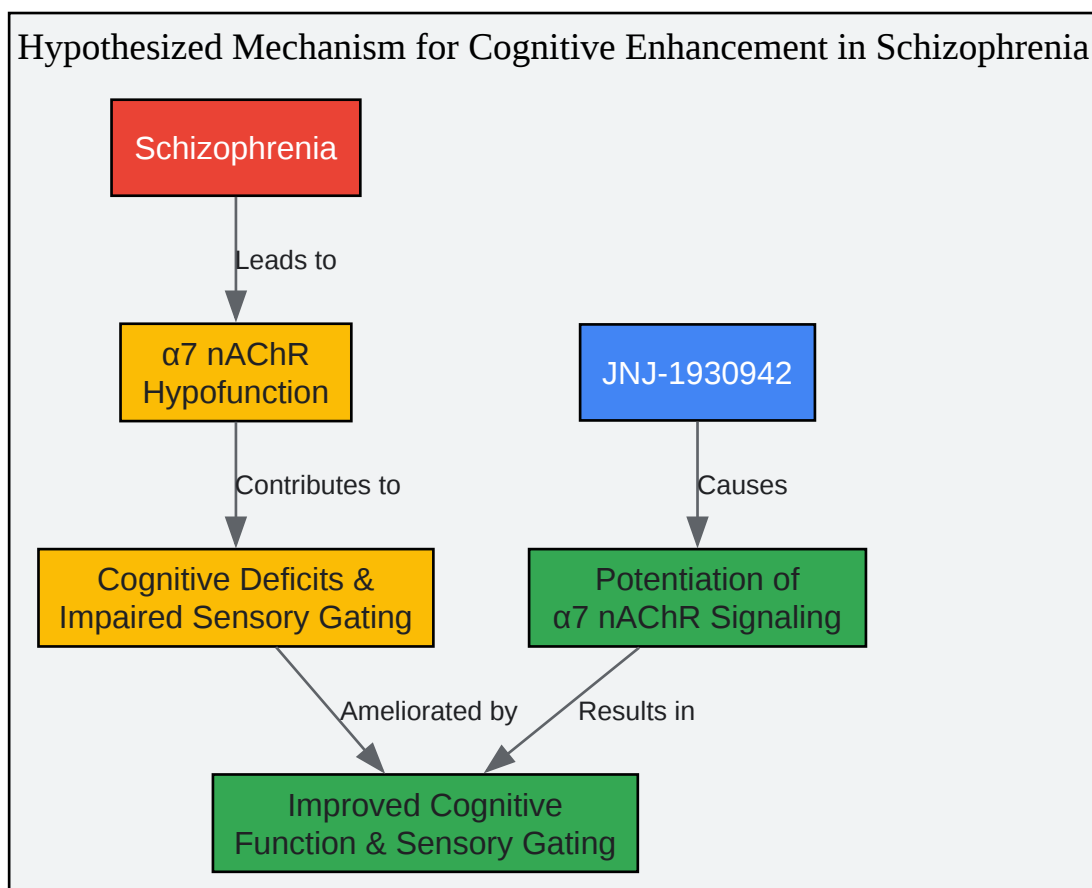 Hypothesized Mechanism for Cognitive Enhancement in Schizophrenia
Schizophrenia
Leads to
α7 nAChR
Hypofunction
JNJ-1930942
Contributes to
Causes
Cognitive Deficits &
Impaired Sensory Gating
Potentiation of
α7 nAChR Signaling
Ameliorated by
Results in
Improved Cognitive
Function & Sensory Gating